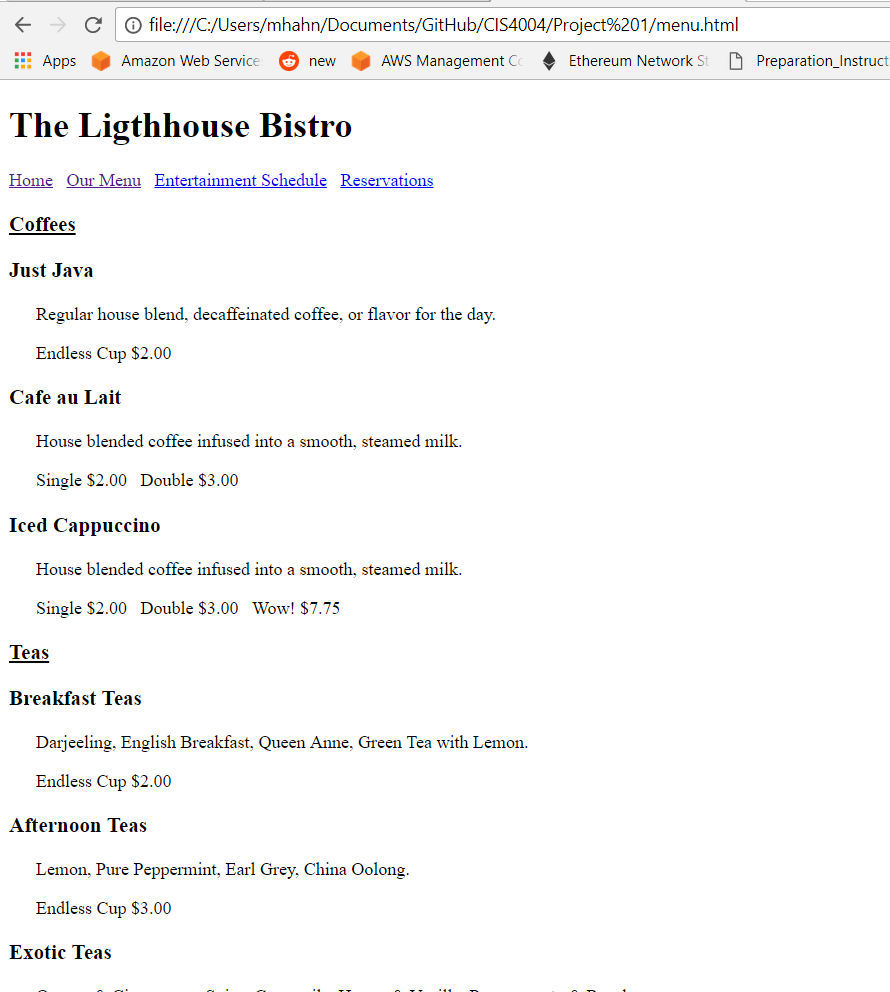 file:///C:/Users/mhahn/Documents/GitHub/CIS4004/Project%201/menu.html
Apps Amazon Web Service new AWS Management Co Ethereum Network St Preparation_Instruct
The Ligthhouse Bistro
Home Our Menu Entertainment Schedule Reservations
Coffees
Just Java
Regular house blend, decaffeinated coffee, or flavor for the day.
Endless Cup $2.00
Cafe au Lait
House blended coffee infused into a smooth, steamed milk.
Single $2.00 Double $3.00
Iced Cappuccino
House blended coffee infused into a smooth, steamed milk.
Single $2.00 Double $3.00 Wow! $7.75
Teas
Breakfast Teas
Darjeeling, English Breakfast, Queen Anne, Green Tea with Lemon.
Endless Cup $2.00
Afternoon Teas
Lemon, Pure Peppermint, Earl Grey, China Oolong.
Endless Cup $3.00
Exotic Teas